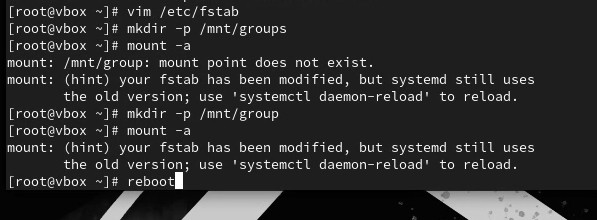 [root@vbox ~]# vim /etc/fstab
[root@vbox ~]# mkdir -p /mnt/groups
[root@vbox ~]# mount -a
mount: /mnt/group: mount point does not exist.
mount: (hint) your fstab has been modified, but systemd still uses
       the old version; use 'systemctl daemon-reload' to reload.
[root@vbox ~]# mkdir -p /mnt/group
[root@vbox ~]# mount -a
mount: (hint) your fstab has been modified, but systemd still uses
       the old version; use 'systemctl daemon-reload' to reload.
[root@vbox ~]# reboot